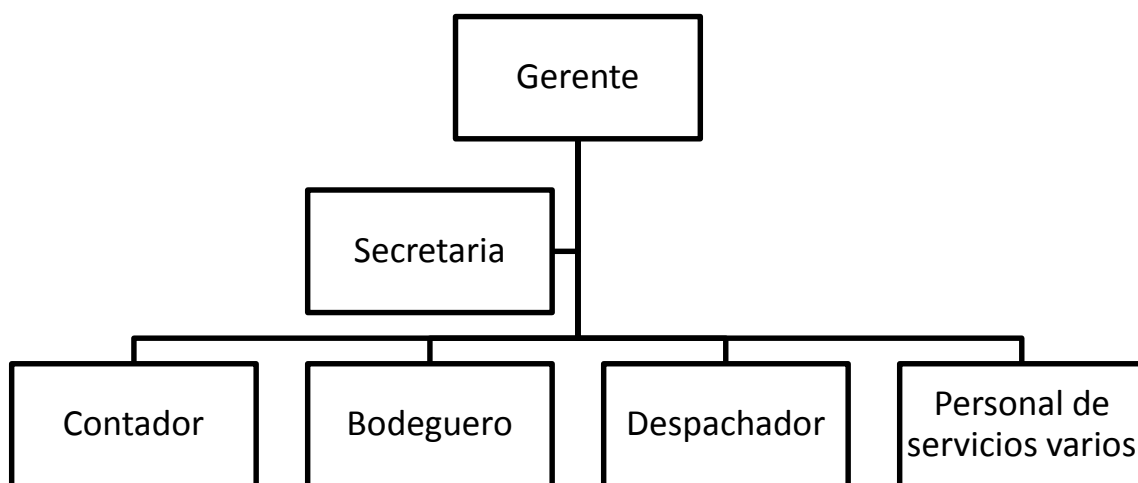 Gerente
Secretaria
Contador
Bodeguero
Despachador
Personal de
servicios varios